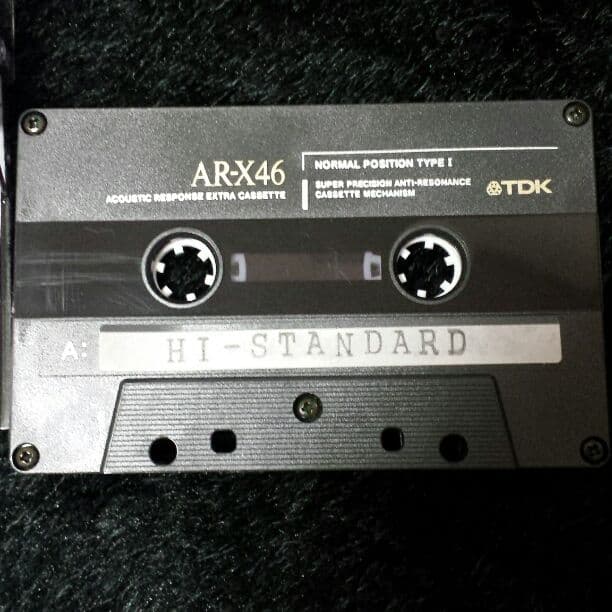 AR-X46
ACOUSTIC RESPONSE EXTRA CASSETTE
NORMAL POSITION TYPE I
SUPER PRECISION ANTI-RESONANCE
CASSETTE MECHANISM
TDK
A: HI-STANDARD